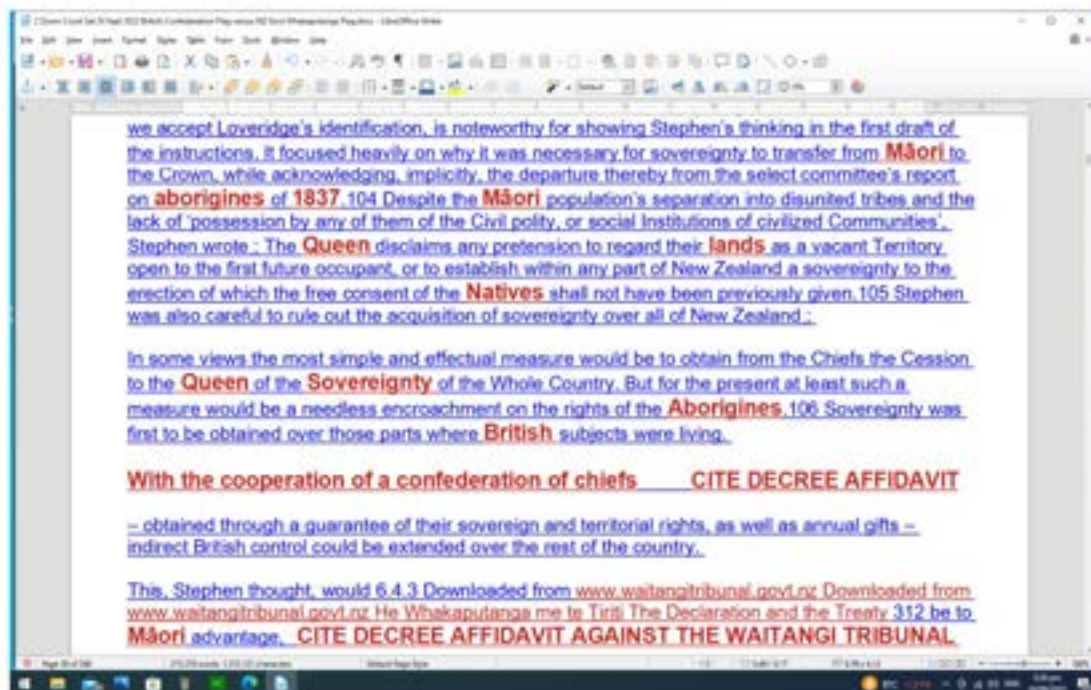 File Edit View Insert Format Styles Table Form Tools Window Help
we accept Loveridge's identification, is noteworthy for showing Stephen's thinking in the first draft of
the instructions. It focused heavily on why it was necessary for sovereignty to transfer from Māori to
the Crown, while acknowledging, implicitly, the departure thereby from the select committee's report
on aborigines of 1837.104 Despite the Māori population's separation into disunited tribes and the
lack of 'possession by any of them of the Civil polity, or social Institutions of civilized Communities',
Stephen wrote : The Queen disclaims any pretension to regard their lands as a vacant Territory
open to the first future occupant, or to establish within any part of New Zealand a sovereignty to the
erection of which the free consent of the Natives shall not have been previously given.105 Stephen
was also careful to rule out the acquisition of sovereignty over all of New Zealand :
In some views the most simple and effectual measure would be to obtain from the Chiefs the Cession
to the Queen of the Sovereignty of the Whole Country. But for the present at least such a
measure would be a needless encroachment on the rights of the Aborigines.106 Sovereignty was
first to be obtained over those parts where British subjects were living.
With the cooperation of a confederation of chiefs CITE DECREE AFFIDAVIT
– obtained through a guarantee of their sovereign and territorial rights, as well as annual gifts –
indirect British control could be extended over the rest of the country.
This, Stephen thought, would 6.4.3 Downloaded from www.waitangitribunal.govt.nz Downloaded from
www.waitangitribunal.govt.nz He Whakaputanga me te Tiriti The Declaration and the Treaty 312 be to
Māori advantage, CITE DECREE AFFIDAVIT AGAINST THE WAITANGI TRIBUNAL